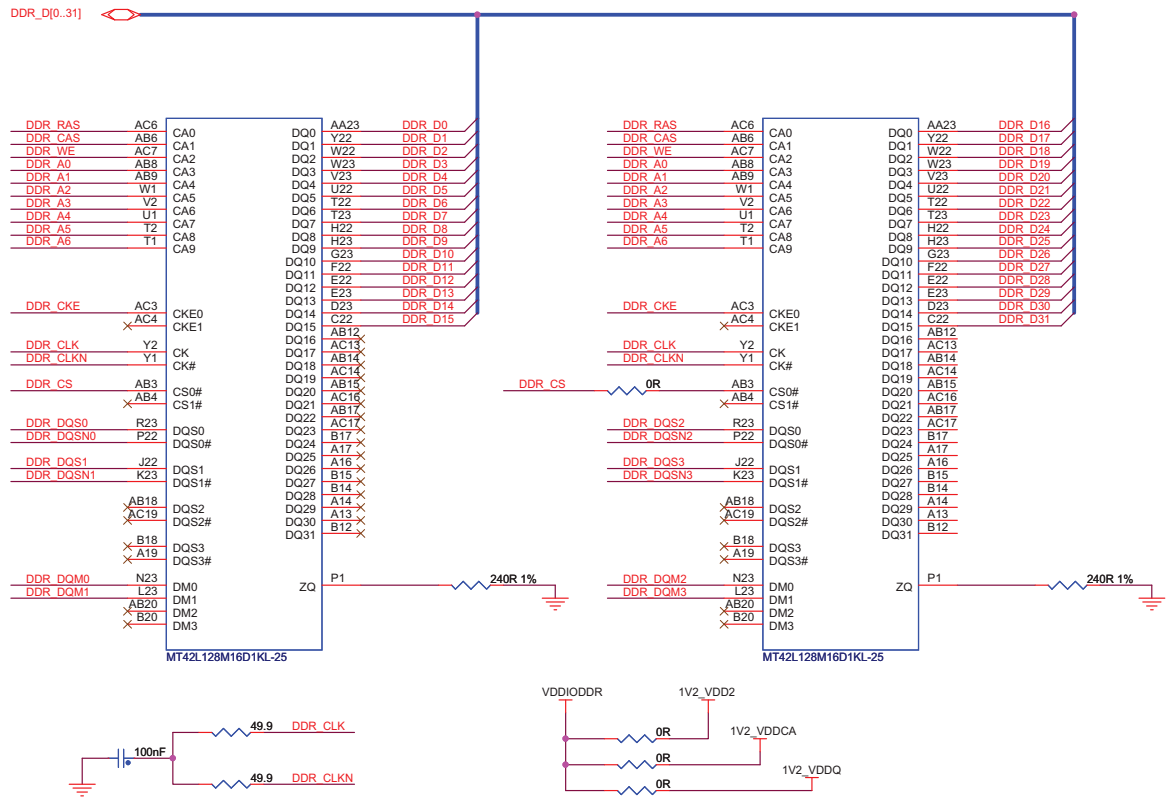 DDR_D[0..31]
DDR_RAS AC6 CA0 DQ0 AA23 DDR_D0
DDR_CAS AB6 CA1 DQ1 Y22 DDR_D1
DDR_WE AC7 CA2 DQ2 W22 DDR_D2
DDR_A0 AB8 CA3 DQ3 W23 DDR_D3
DDR_A1 AB9 CA4 DQ4 V23 DDR_D4
DDR_A2 W1 CA5 DQ5 U22 DDR_D5
DDR_A3 V2 CA6 DQ6 T22 DDR_D6
DDR_A4 U1 CA7 DQ7 T23 DDR_D7
DDR_A5 T2 CA8 DQ8 H22 DDR_D8
DDR_A6 T1 CA9 DQ9 H23 DDR_D9
DQ10 G23 DDR_D10
DQ11 F22 DDR_D11
DQ12 E22 DDR_D12
DQ13 E23 DDR_D13
DDR_CKE AC3 CKE0 DQ14 D23 DDR_D14
AC4 CKE1 DQ15 C22 DDR_D15
DQ16 AB12
DDR_CLK Y2 CK DQ17 AC13
DDR_CLKN Y1 CK# DQ18 AB14
DQ19 AC14
DDR_CS AB3 CS0# DQ20 AB15
AB4 CS1# DQ21 AC16
DQ22 AB17
DDR_DQS0 R23 DQS0 DQ23 AC17
DDR_DQSN0 P22 DQS0# DQ24 B17
DQ25 A17
DDR_DQS1 J22 DQS1 DQ26 A16
DDR_DQSN1 K23 DQS1# DQ27 B15
DQ28 B14
AB18 DQS2 DQ29 A14
AC19 DQS2# DQ30 A13
DQ31 B12
B18 DQS3
A19 DQS3#
DDR_DQM0 N23 DM0 ZQ P1 240R 1%
DDR_DQM1 L23 DM1
AB20 DM2
B20 DM3
MT42L128M16D1KL-25
DDR_RAS AC6 CA0 DQ0 AA23 DDR_D16
DDR_CAS AB6 CA1 DQ1 Y22 DDR_D17
DDR_WE AC7 CA2 DQ2 W22 DDR_D18
DDR_A0 AB8 CA3 DQ3 W23 DDR_D19
DDR_A1 AB9 CA4 DQ4 V23 DDR_D20
DDR_A2 W1 CA5 DQ5 U22 DDR_D21
DDR_A3 V2 CA6 DQ6 T22 DDR_D22
DDR_A4 U1 CA7 DQ7 T23 DDR_D23
DDR_A5 T2 CA8 DQ8 H22 DDR_D24
DDR_A6 T1 CA9 DQ9 H23 DDR_D25
DQ10 G23 DDR_D26
DQ11 F22 DDR_D27
DQ12 E22 DDR_D28
DQ13 E23 DDR_D29
DDR_CKE AC3 CKE0 DQ14 D23 DDR_D30
AC4 CKE1 DQ15 C22 DDR_D31
DQ16 AB12
DDR_CLK Y2 CK DQ17 AC13
DDR_CLKN Y1 CK# DQ18 AB14
DQ19 AC14
DDR_CS 0R AB3 CS0# DQ20 AB15
AB4 CS1# DQ21 AC16
DQ22 AB17
DDR_DQS2 R23 DQS0 DQ23 AC17
DDR_DQSN2 P22 DQS0# DQ24 B17
DQ25 A17
DDR_DQS3 J22 DQS1 DQ26 A16
DDR_DQSN3 K23 DQS1# DQ27 B15
DQ28 B14
AB18 DQS2 DQ29 A14
AC19 DQS2# DQ30 A13
DQ31 B12
B18 DQS3
A19 DQS3#
DDR_DQM2 N23 DM0 ZQ P1 240R 1%
DDR_DQM3 L23 DM1
AB20 DM2
B20 DM3
MT42L128M16D1KL-25
49.9 DDR_CLK
100nF
49.9 DDR_CLKN
VDDIODDR 1V2_VDD2
0R 1V2_VDDCA
0R 1V2_VDDQ
0R